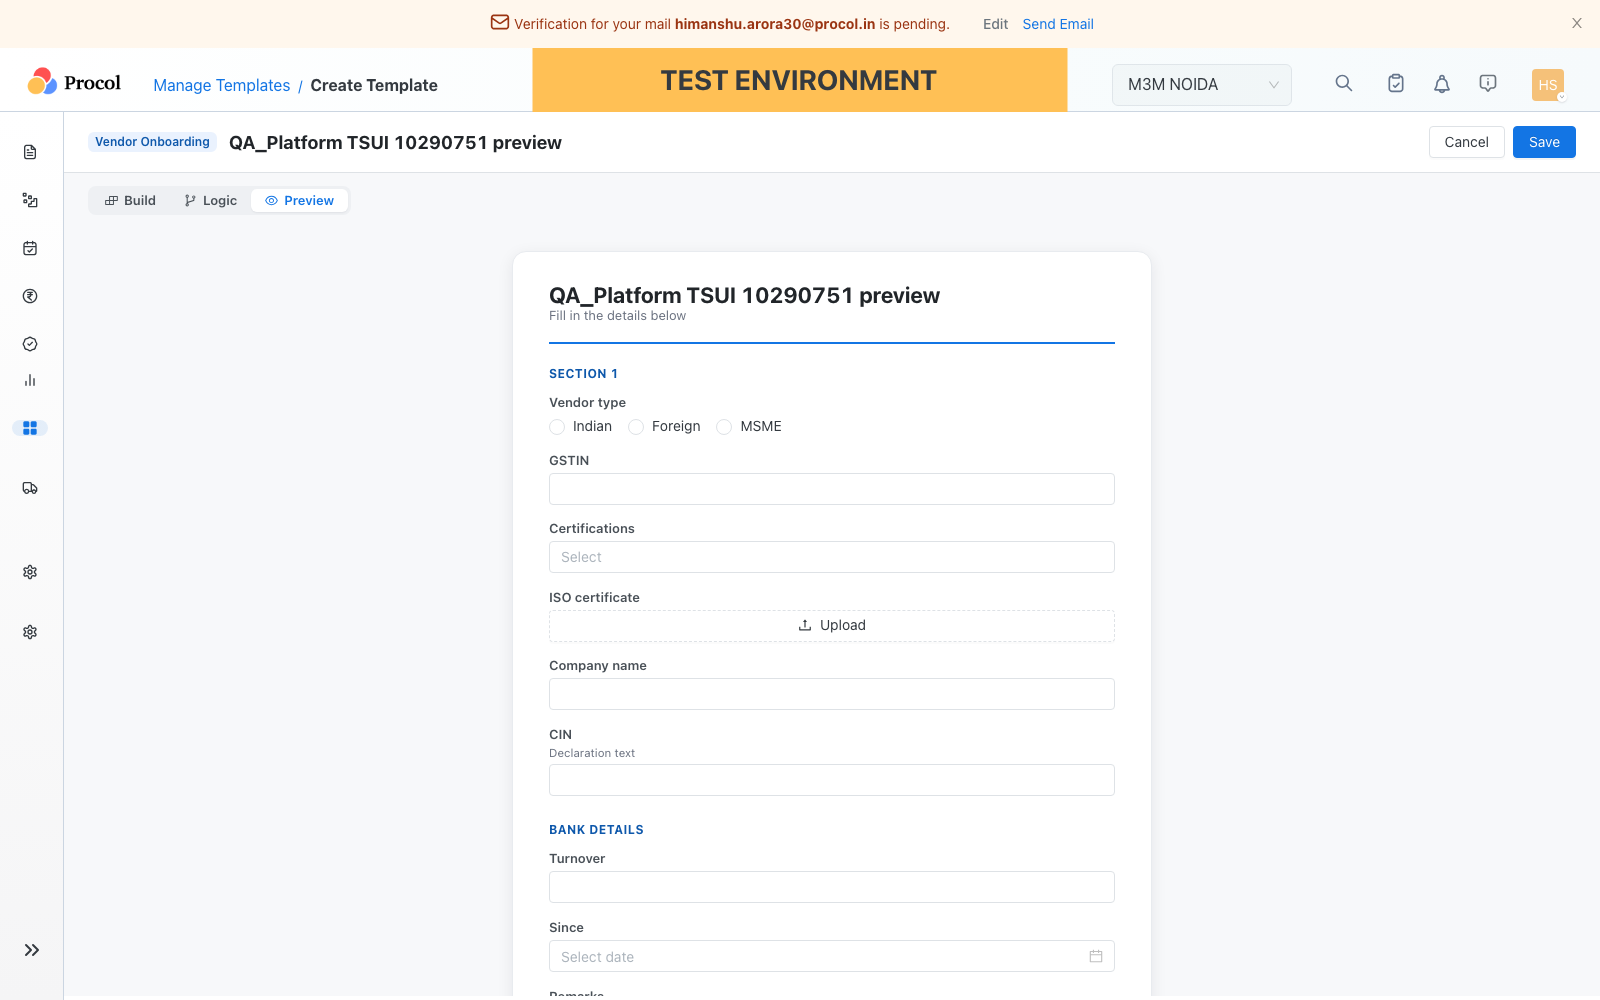 Verification for your mail himanshu.arora30@procol.in is pending. Edit Send Email
Procol
Manage Templates / Create Template
TEST ENVIRONMENT
M3M NOIDA
HS
Vendor Onboarding
QA_Platform TSUI 10290751 preview
Cancel
Save
Build
Logic
Preview
QA_Platform TSUI 10290751 preview
Fill in the details below
SECTION 1
Vendor type
Indian Foreign MSME
GSTIN
Certifications
Select
ISO certificate
Upload
Company name
CIN
Declaration text
BANK DETAILS
Turnover
Since
Select date
Remarks